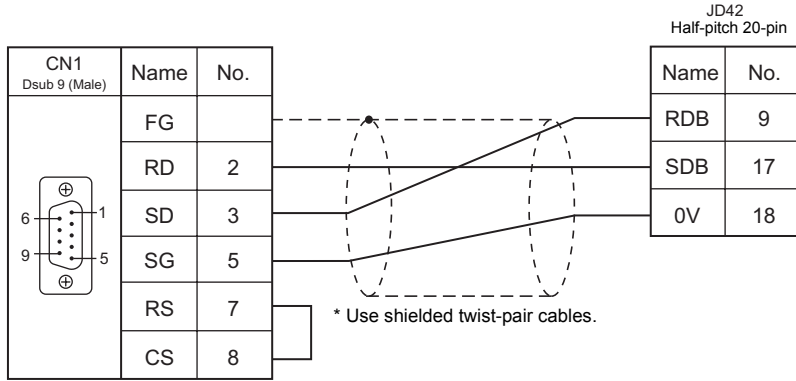 JD42
Half-pitch 20-pin
CN1
Dsub 9 (Male)
Name No.
Name No.
FG
RD 2
SD 3
SG 5
RS 7
CS 8
6
1
9
5
RDB 9
SDB 17
0V 18
* Use shielded twist-pair cables.